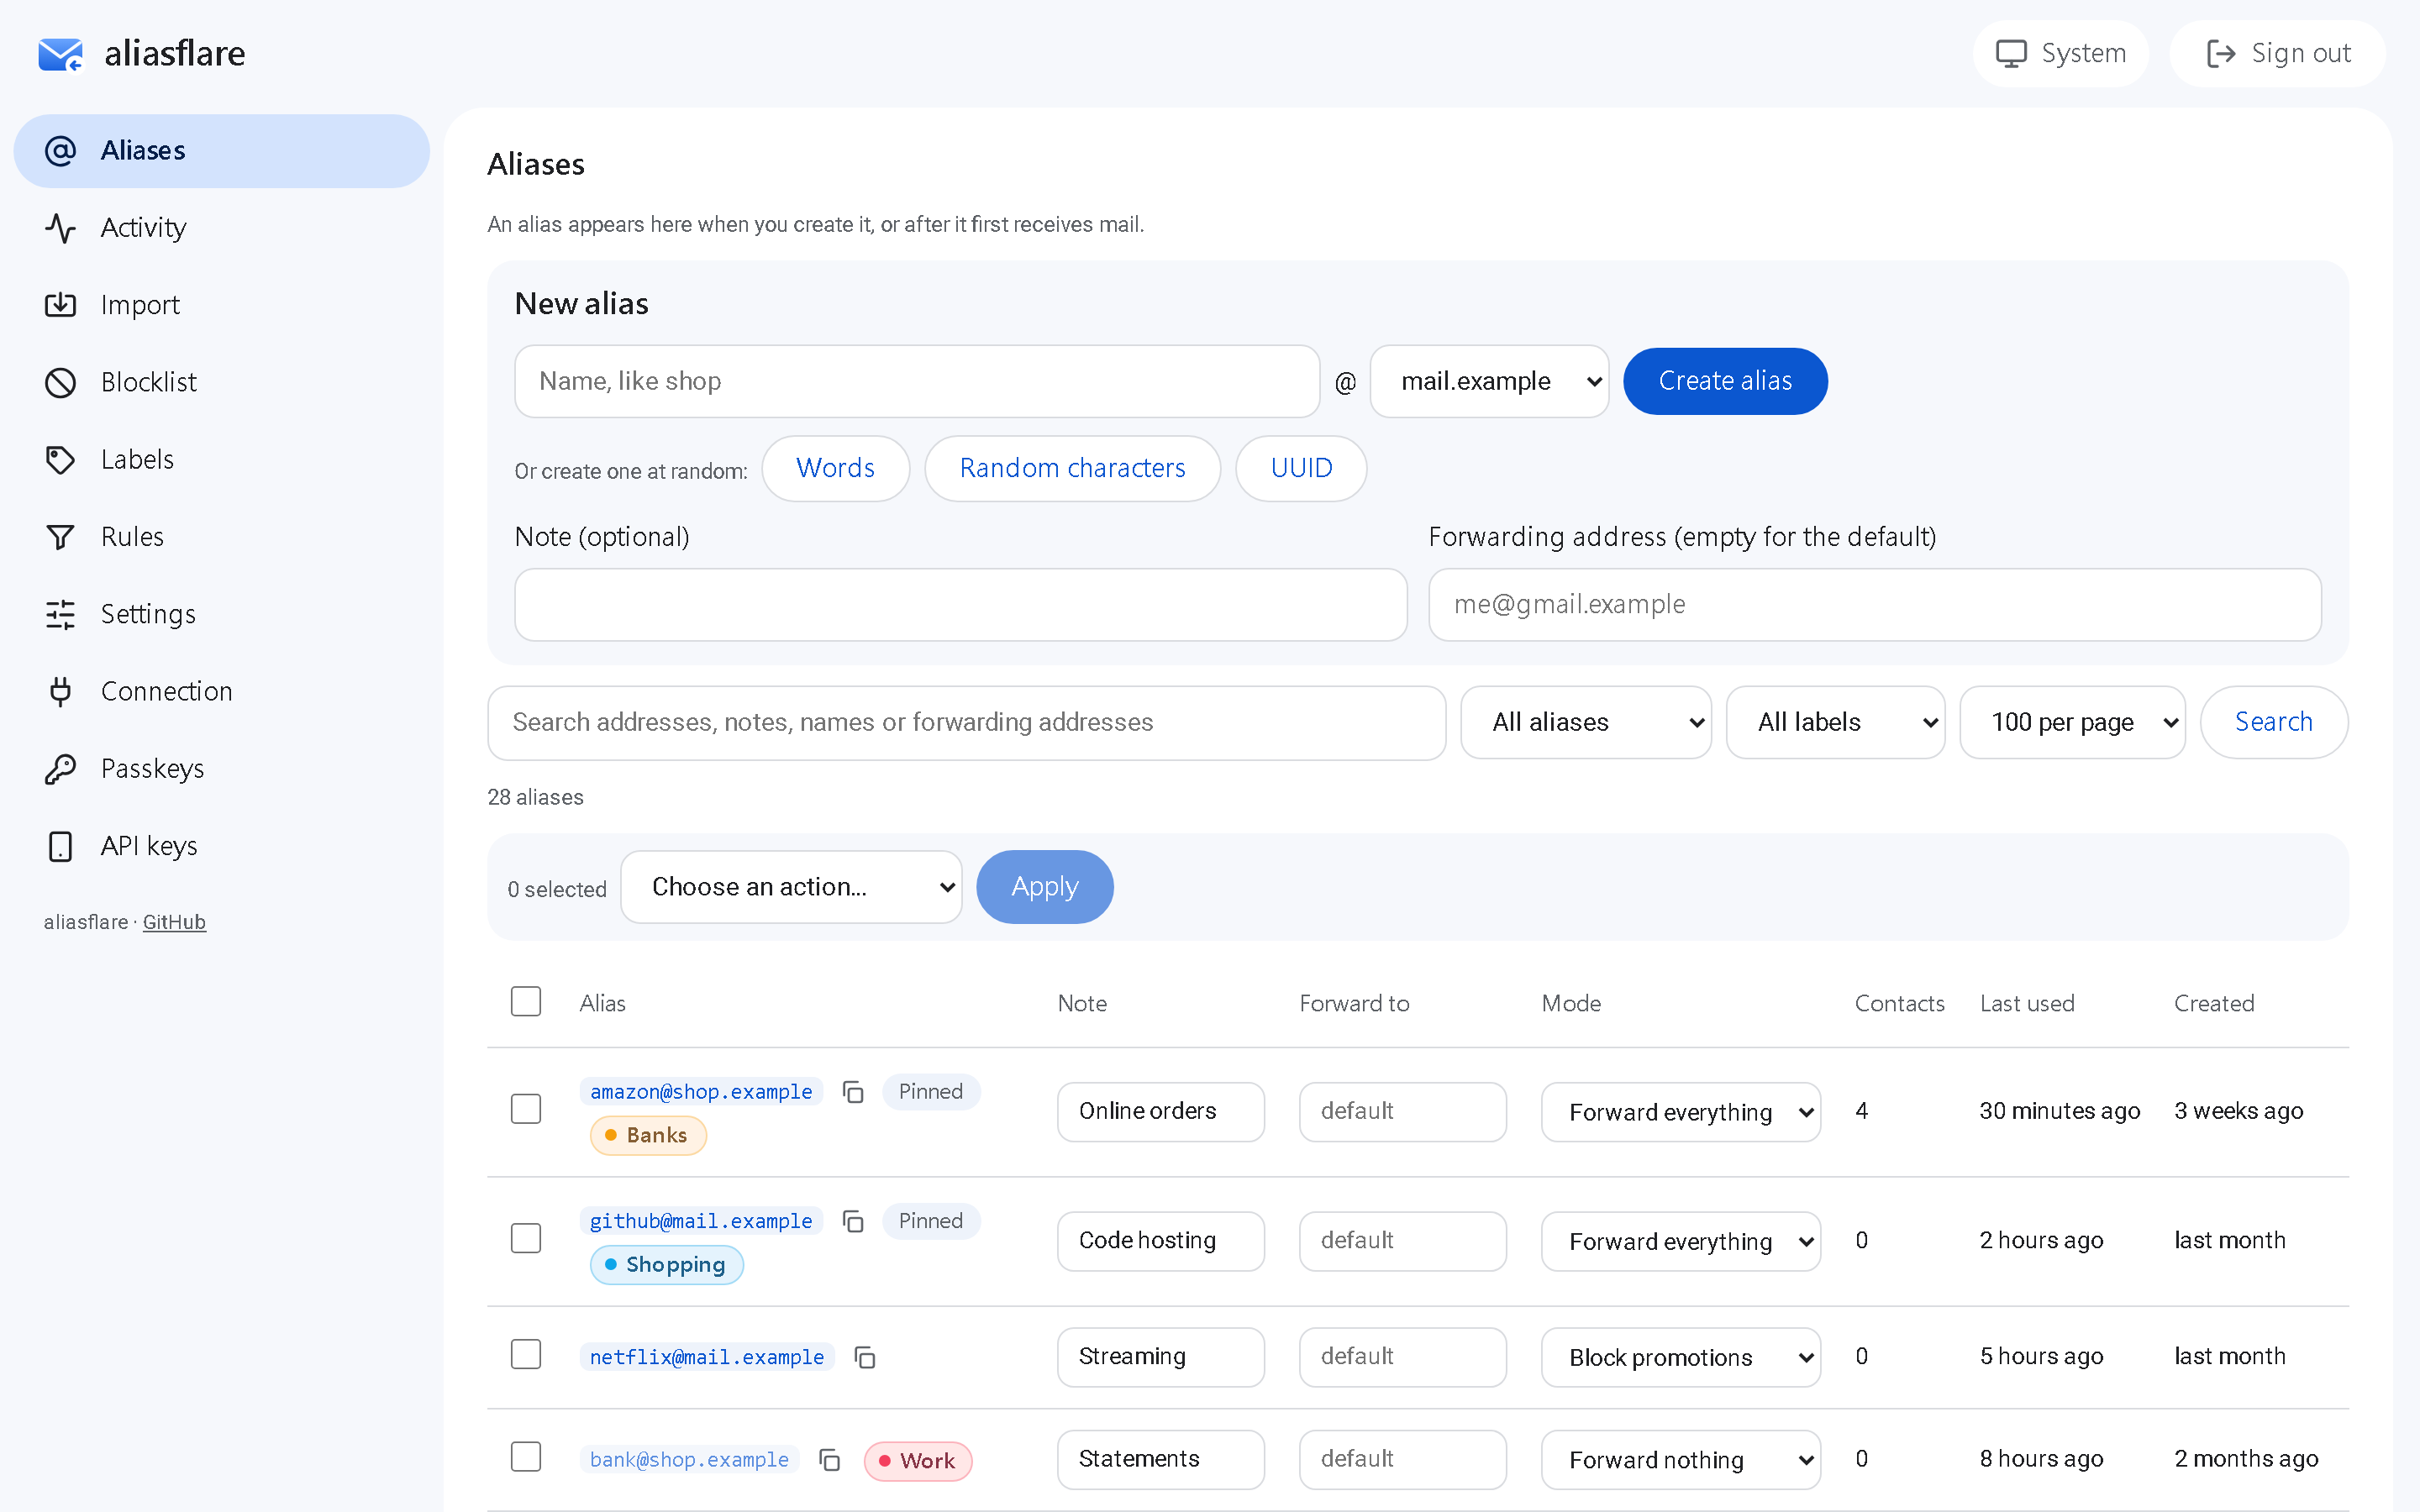 aliasflare
System
Sign out
Aliases
Activity
Import
Blocklist
Labels
Rules
Settings
Connection
Passkeys
API keys
aliasflare · GitHub
Aliases
An alias appears here when you create it, or after it first receives mail.
New alias
Name, like shop @ mail.example Create alias
Or create one at random: Words Random characters UUID
Note (optional) Forwarding address (empty for the default)
me@gmail.example
Search addresses, notes, names or forwarding addresses All aliases All labels 100 per page Search
28 aliases
0 selected Choose an action... Apply
Alias Note Forward to Mode Contacts Last used Created
amazon@shop.example Pinned Online orders default Forward everything 4 30 minutes ago 3 weeks ago
Banks
github@mail.example Pinned Code hosting default Forward everything 0 2 hours ago last month
Shopping
netflix@mail.example Streaming default Block promotions 0 5 hours ago last month
bank@shop.example Work Statements default Forward nothing 0 8 hours ago 2 months ago